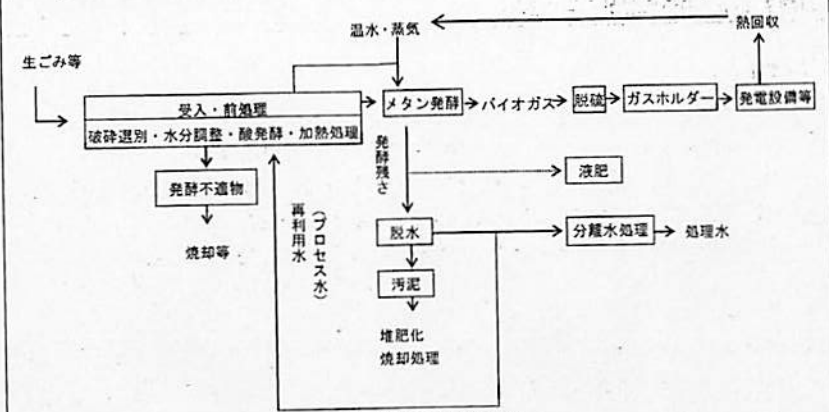 温水・蒸気
熱回収
生ごみ等
受入・前処理
破砕選別・水分調整・酸発酵・加熱処理
メタン発酵
バイオガス
脱硫
ガスホルダー
発電設備等
発酵残さ
液肥
発酵不適物
焼却等
再利用水
(プロセス水)
脱水
分離水処理
処理水
汚泥
堆肥化
焼却処理